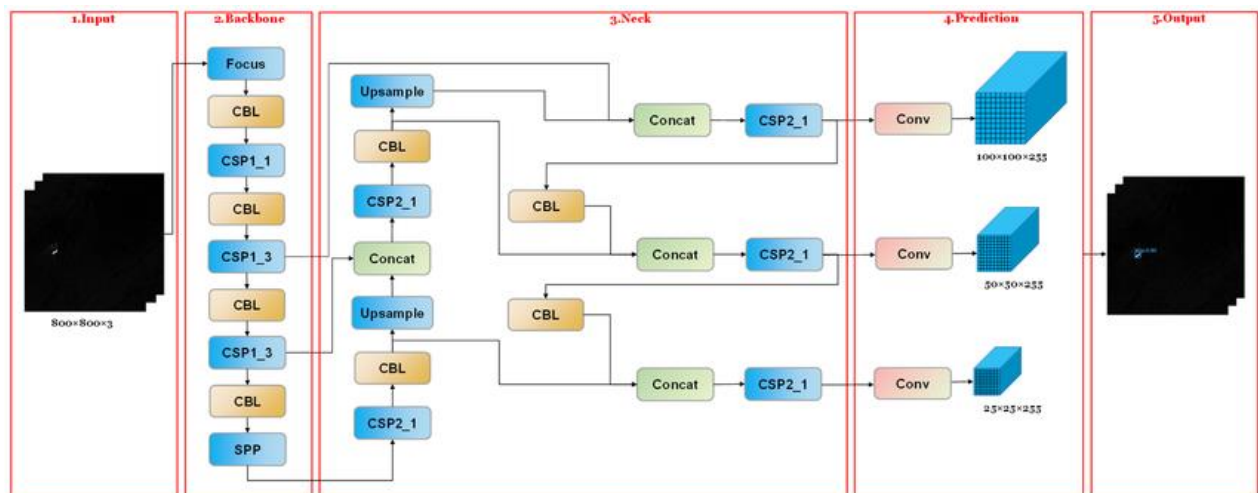 1.Input
2.Backbone
3.Neck
4.Prediction
5.Output
800×800×3
Focus
CBL
CSP1_1
CBL
CSP1_3
CBL
CSP1_3
CBL
SPP
Upsample
CBL
CSP2_1
Concat
Upsample
CBL
CSP2_1
Concat
CSP2_1
CBL
Concat
CSP2_1
CBL
Concat
CSP2_1
Conv
100×100×255
Conv
50×50×255
Conv
25×25×255